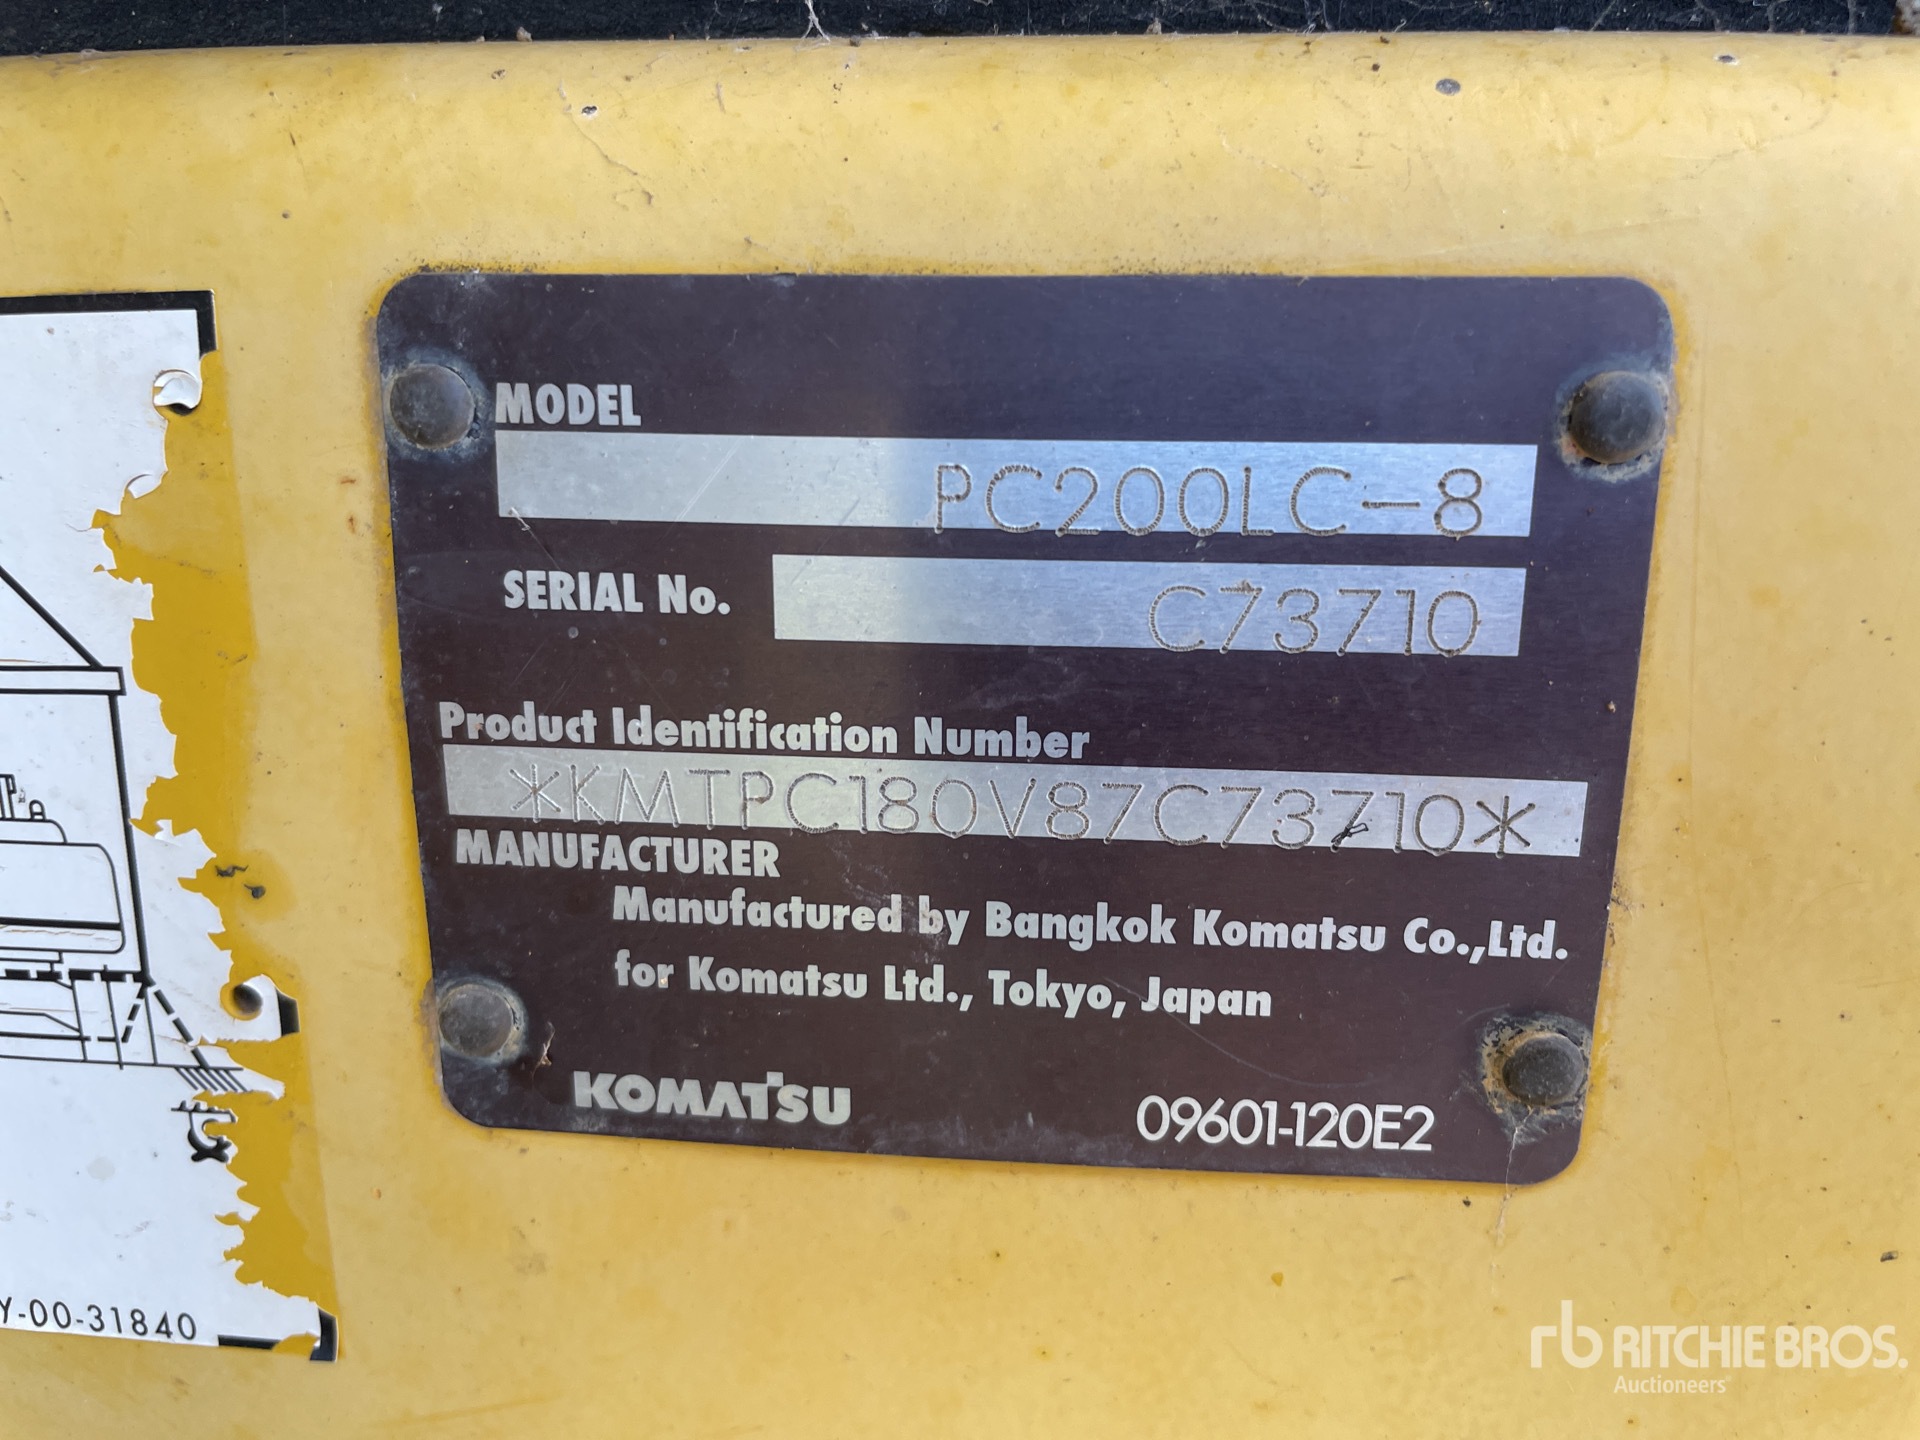 MODEL
PC200LC-8
SERIAL No.
C73710
Product Identification Number
*KMTPC180V87C73710*
MANUFACTURER
Manufactured by Bangkok Komatsu Co.,Ltd.
for Komatsu Ltd., Tokyo, Japan
KOMATSU
09601-120E2
Y-00-31840
rb RITCHIE BROS.
Auctioneers